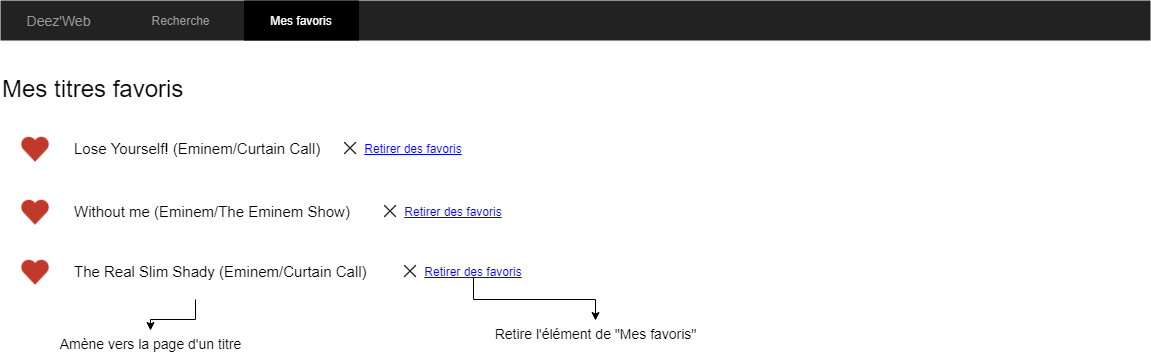 Deez'Web Recherche Mes favoris
Mes titres favoris
Lose Yourself! (Eminem/Curtain Call) Retirer des favoris
Without me (Eminem/The Eminem Show) Retirer des favoris
The Real Slim Shady (Eminem/Curtain Call) Retirer des favoris
Retire l'élément de "Mes favoris"
Amène vers la page d'un titre